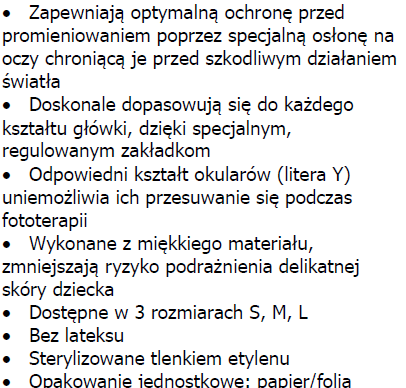 • Zapewniają optymalną ochronę przed
promieniowaniem poprzez specjalną osłonę na
oczy chroniącą je przed szkodliwym działaniem
światła
• Doskonale dopasowują się do każdego
kształtu główki, dzięki specjalnym,
regulowanym zakładkom
• Odpowiedni kształt okularów (litera Y)
uniemożliwia ich przesuwanie się podczas
fototerapii
• Wykonane z miękkiego materiału,
zmniejszają ryzyko podrażnienia delikatnej
skóry dziecka
• Dostępne w 3 rozmiarach S, M, L
• Bez lateksu
• Sterylizowane tlenkiem etylenu
• Opakowanie jednostkowe: papier/folia